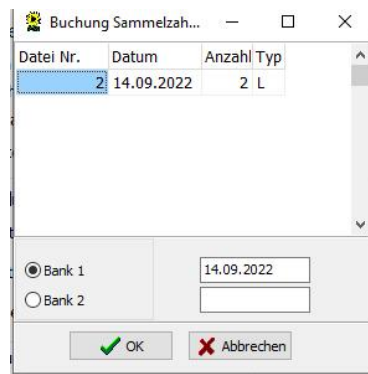 Buchung Sammelzah...
Datei Nr. Datum Anzahl Typ
2 14.09.2022 2 L
Bank 1 14.09.2022
Bank 2
OK Abbrechen